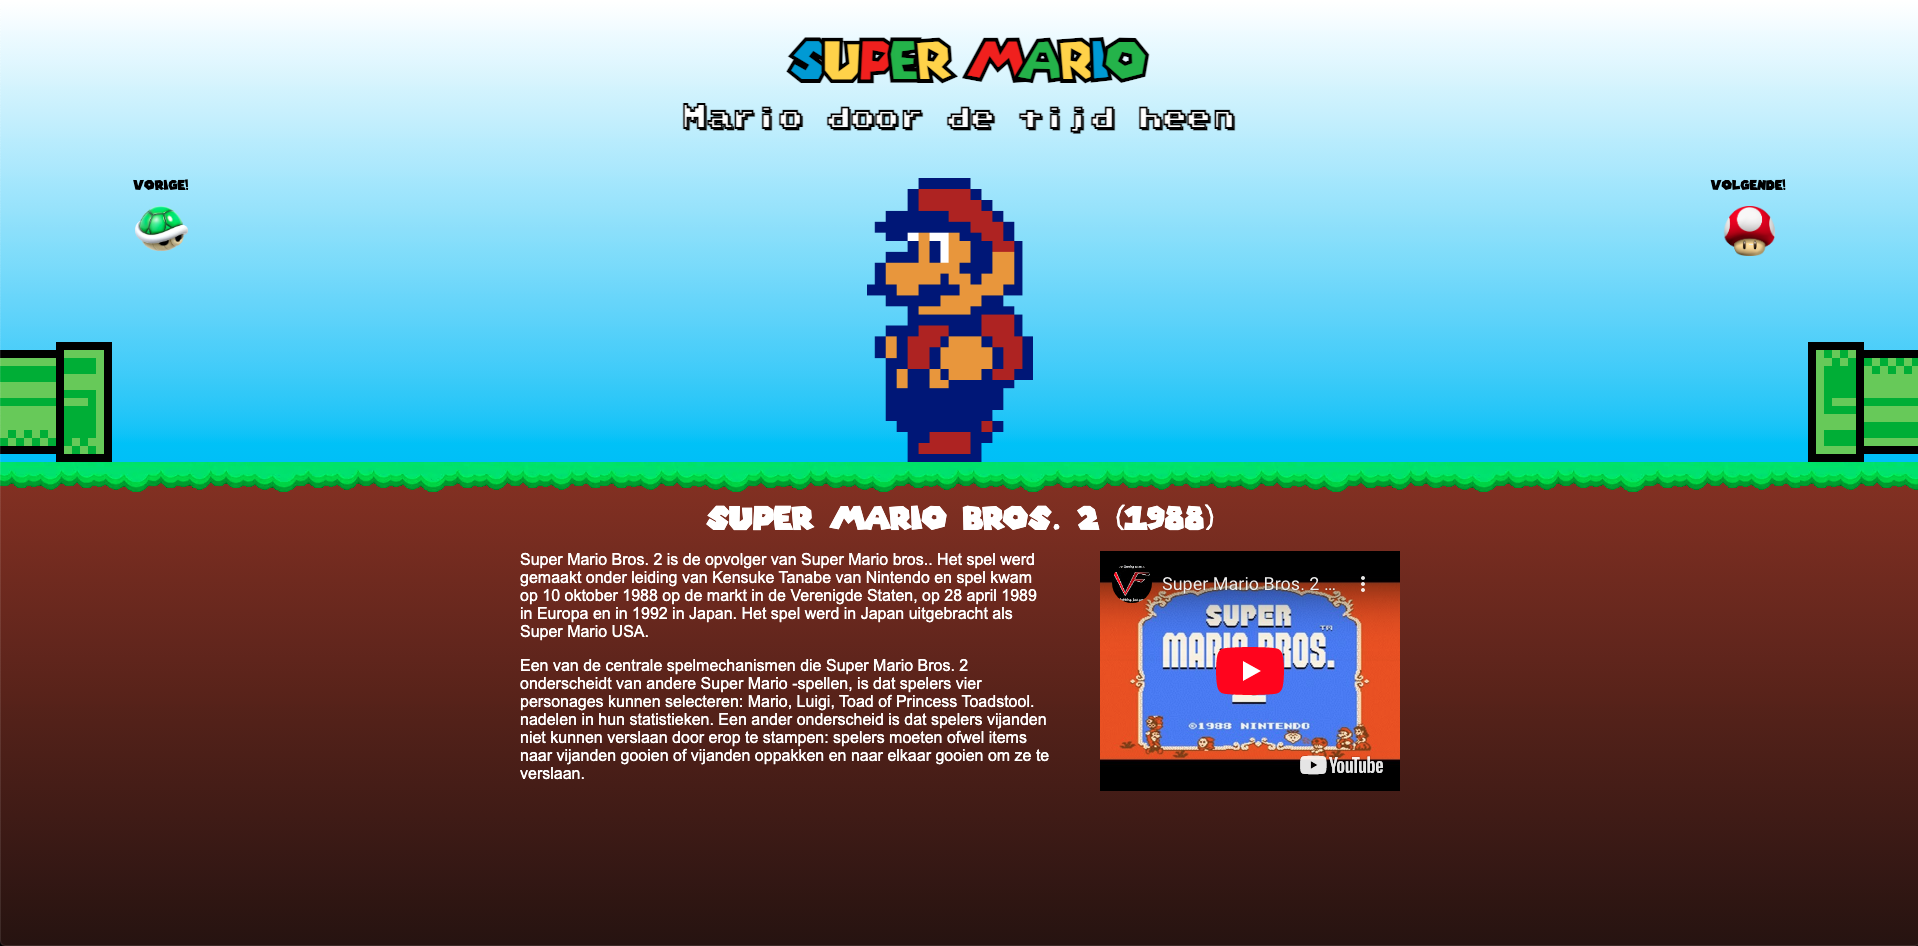 SUPER MARIO
Mario door de tijd heen
VORIGE!
VOLGENDE!
SUPER MARIO BROS. 2 (1988)
Super Mario Bros. 2 is de opvolger van Super Mario bros.. Het spel werd
gemaakt onder leiding van Kensuke Tanabe van Nintendo en spel kwam
op 10 oktober 1988 op de markt in de Verenigde Staten, op 28 april 1989
in Europa en in 1992 in Japan. Het spel werd in Japan uitgebracht als
Super Mario USA.
Een van de centrale spelmechanismen die Super Mario Bros. 2
onderscheidt van andere Super Mario -spellen, is dat spelers vier
personages kunnen selecteren: Mario, Luigi, Toad of Princess Toadstool.
nadelen in hun statistieken. Een ander onderscheid is dat spelers vijanden
niet kunnen verslaan door erop te stampen: spelers moeten ofwel items
naar vijanden gooien of vijanden oppakken en naar elkaar gooien om ze te
verslaan.
VF
Super Mario Bros. 2 ...
SUPER
MARIO BROS.
TM
©1988 NINTENDO
YouTube